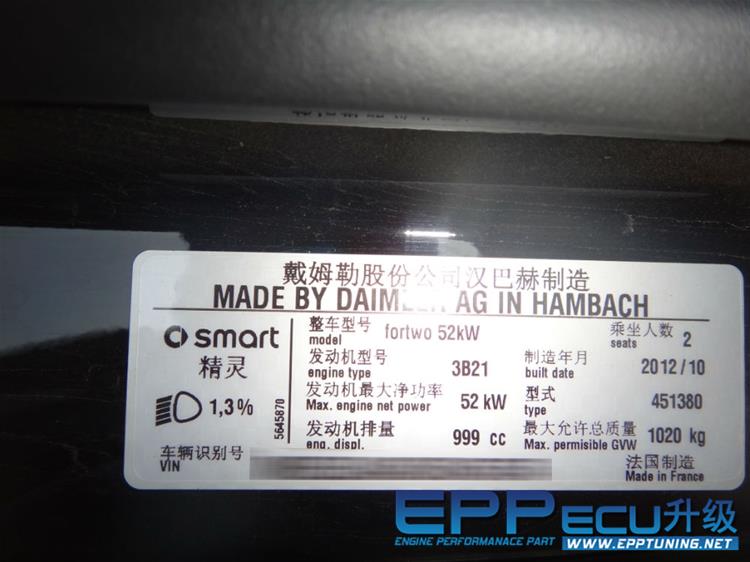 戴姆勒股份公司汉巴赫制造
MADE BY DAIMLER AG IN HAMBACH
smart
精灵
1,3%
5645870
车辆识别号
VIN
整车型号 fortwo 52kW
model
乘坐人数 2
seats
发动机型号 3B21
engine type
制造年月 2012/10
built date
发动机最大净功率 52 kW
Max. engine net power
型式 451380
type
发动机排量 999 cc
eng. displ.
最大允许总质量 1020 kg
Max. permisible GVW
法国制造
Made in France
EPP ECU升级
ENGINE PERFORMANACE PART
WWW.EPPTUNING.NET